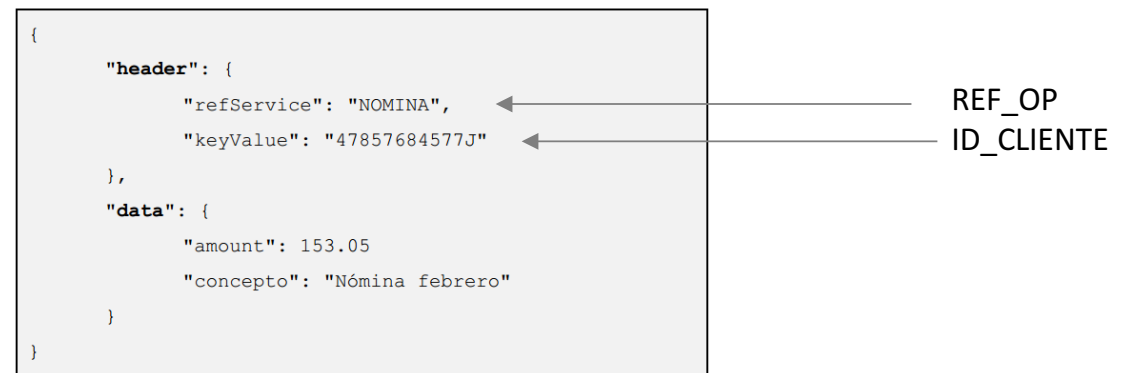 {
"header": {
"refService": "NOMINA",
REF_OP
"keyValue": "47857684577J"
ID_CLIENTE
},
"data": {
"amount": 153.05
"concepto": "Nómina febrero"
}
}